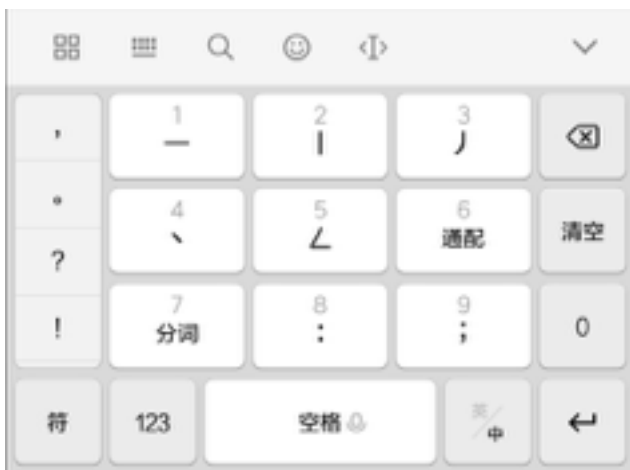 1 2 3
, 一 丨 丿
。 4 5 6
丶 ㄥ 通配 清空
?
! 7 8 9
分词 : ; 0
符 123 空格 英/中